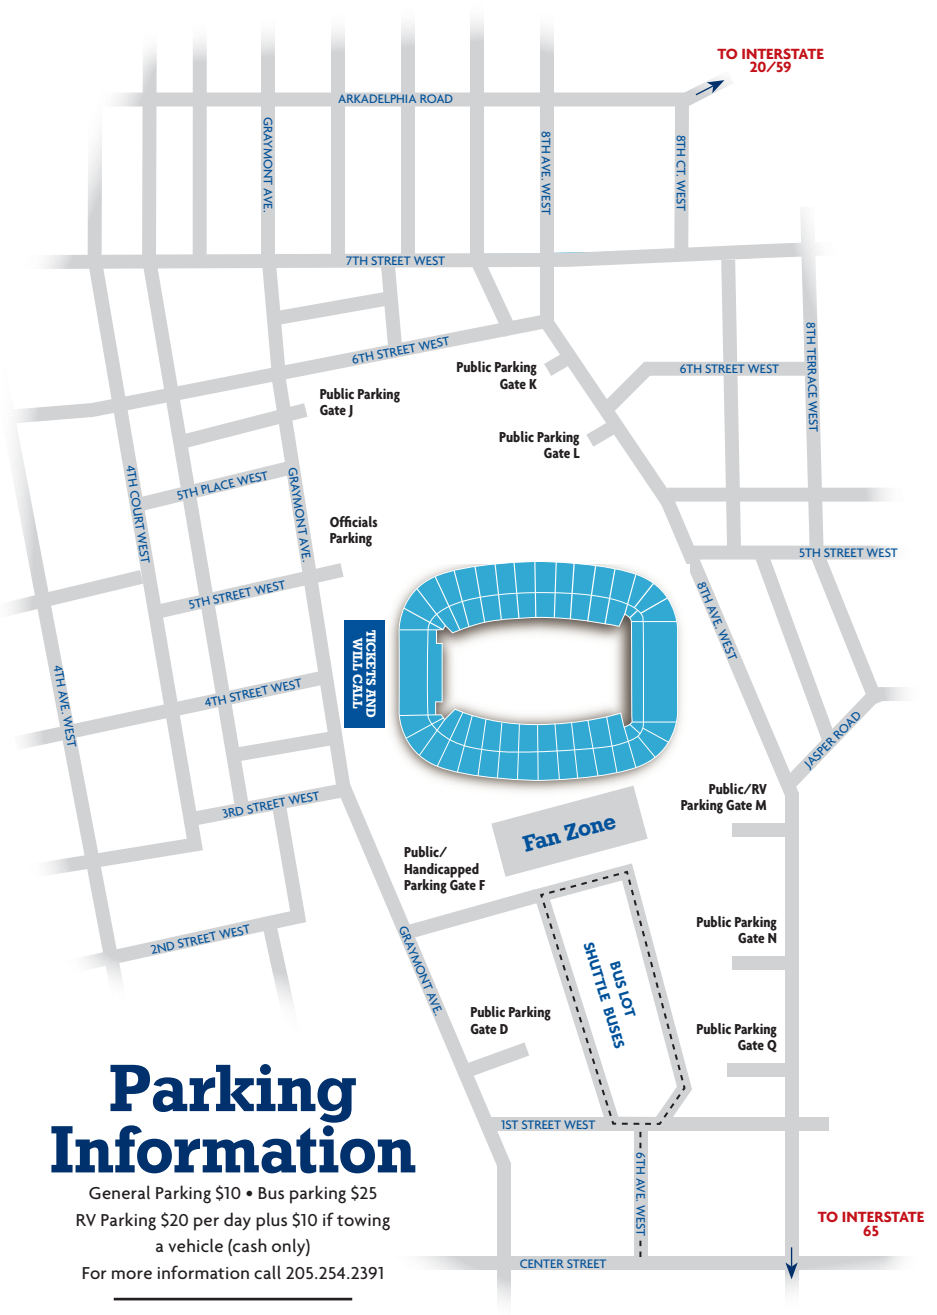 TO INTERSTATE
20/59
ARKADELPHIA ROAD
GRAYMONT AVE.
8TH AVE. WEST
8TH CT. WEST
7TH STREET WEST
6TH STREET WEST
8TH TERRACE WEST
Public Parking
Gate K
6TH STREET WEST
Public Parking
Gate J
Public Parking
Gate L
4TH COURT WEST
5TH PLACE WEST
GRAYMONT AVE.
Officials
Parking
5TH STREET WEST
5TH STREET WEST
8TH AVE. WEST
TICKETS AND
WILL CALL
4TH AVE. WEST
4TH STREET WEST
JASPER ROAD
3RD STREET WEST
Public/RV
Parking Gate M
Fan Zone
Public/
Handicapped
Parking Gate F
2ND STREET WEST
GRAYMONT AVE.
BUS LOT
SHUTTLE BUSES
Public Parking
Gate N
Public Parking
Gate D
Public Parking
Gate Q
1ST STREET WEST
6TH AVE. WEST
CENTER STREET
TO INTERSTATE
65
Parking
Information
General Parking $10 • Bus parking $25
RV Parking $20 per day plus $10 if towing
a vehicle (cash only)
For more information call 205.254.2391